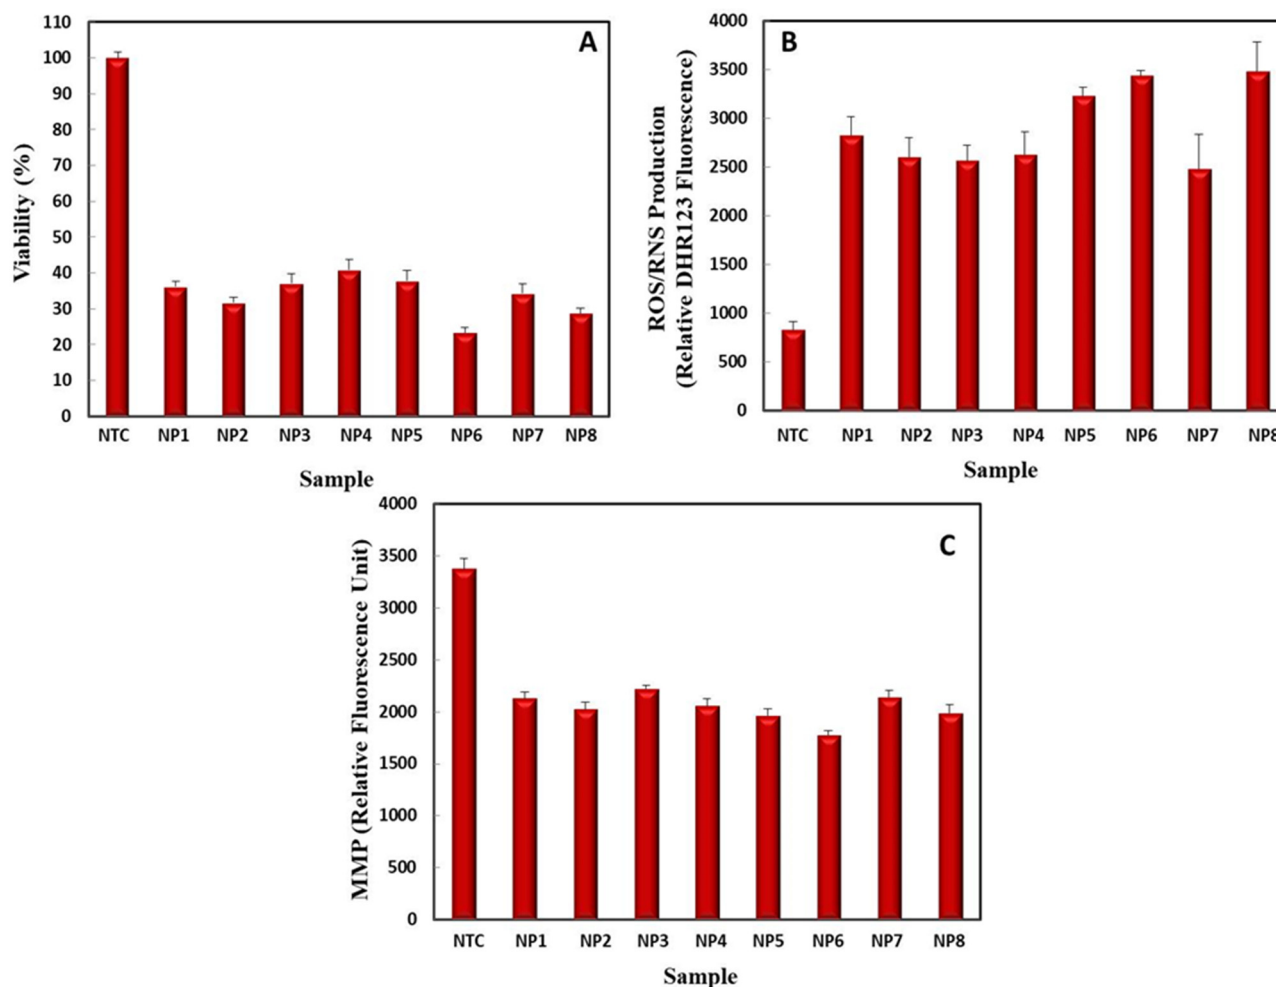 A
Viability (%)
110
100
90
80
70
60
50
40
30
20
10
0
NTC NP1 NP2 NP3 NP4 NP5 NP6 NP7 NP8
Sample
B
ROS/RNS Production
(Relative DHR123 Fluorescence)
4000
3500
3000
2500
2000
1500
1000
500
0
NTC NP1 NP2 NP3 NP4 NP5 NP6 NP7 NP8
Sample
C
MMP (Relative Fluorescence Unit)
4000
3500
3000
2500
2000
1500
1000
500
0
NTC NP1 NP2 NP3 NP4 NP5 NP6 NP7 NP8
Sample